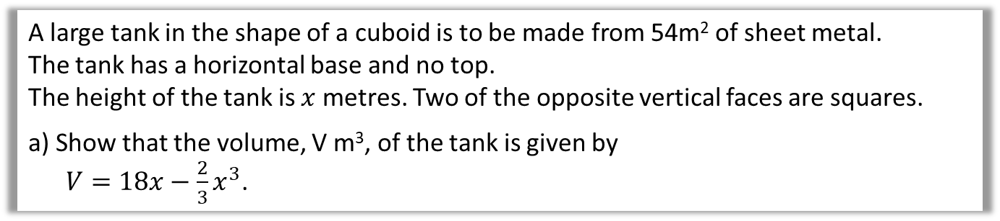 A large tank in the shape of a cuboid is to be made from 54m² of sheet metal.
The tank has a horizontal base and no top.
The height of the tank is 𝑥 metres. Two of the opposite vertical faces are squares.
a) Show that the volume, V m³, of the tank is given by
𝑉 = 18𝑥 − 2/3 𝑥³.